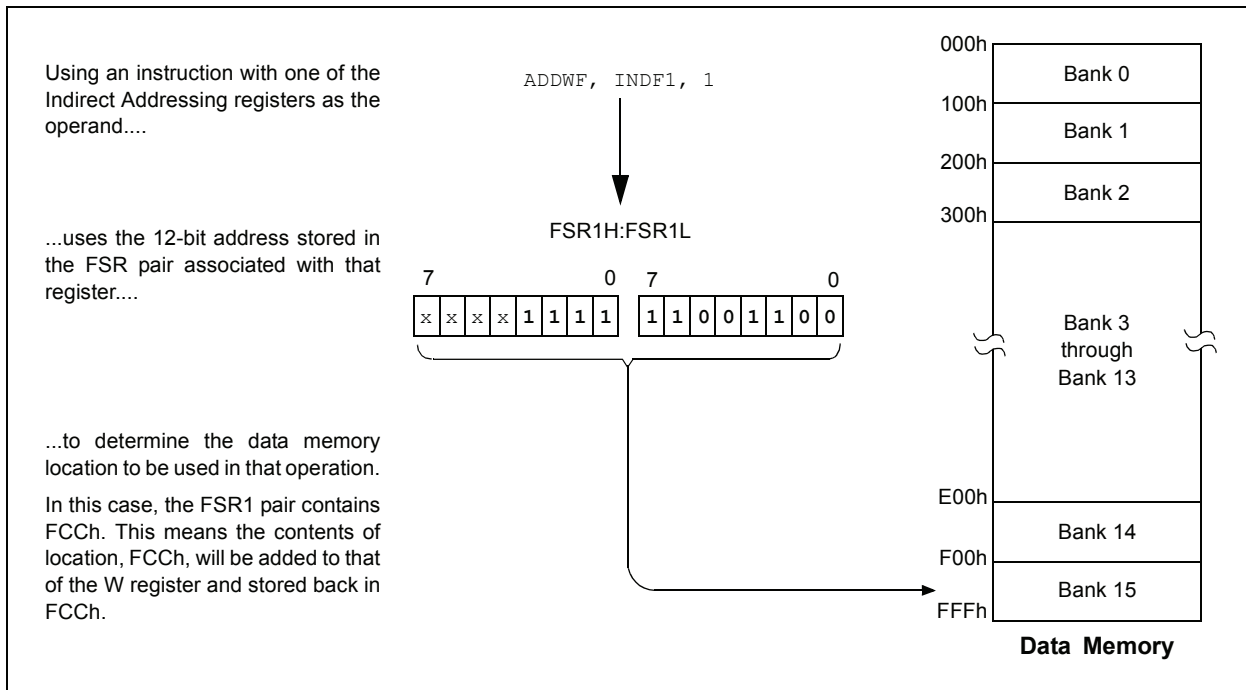 Using an instruction with one of the
Indirect Addressing registers as the
operand....
ADDWF, INDF1, 1
...uses the 12-bit address stored in
the FSR pair associated with that
register....
FSR1H:FSR1L
7 0 7 0
x x x x 1 1 1 1 1 1 0 0 1 1 0 0
...to determine the data memory
location to be used in that operation.
In this case, the FSR1 pair contains
FCCh. This means the contents of
location, FCCh, will be added to that
of the W register and stored back in
FCCh.
000h
Bank 0
100h
Bank 1
200h
Bank 2
300h
Bank 3
through
Bank 13
E00h
Bank 14
F00h
Bank 15
FFFh
Data Memory